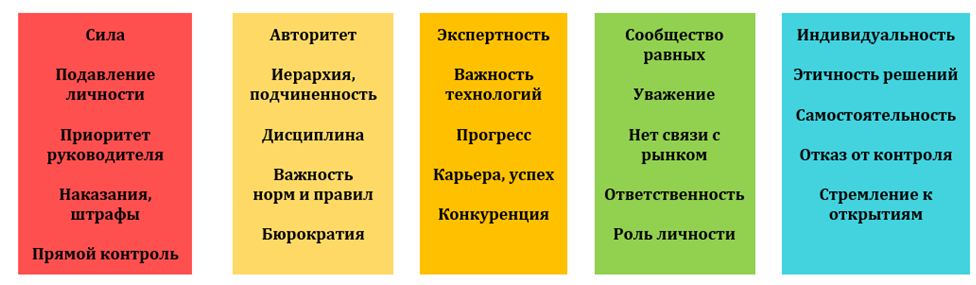 Сила
Подавление
личности
Приоритет
руководителя
Наказания,
штрафы
Прямой контроль
Авторитет
Иерархия,
подчиненность
Дисциплина
Важность
норм и правил
Бюрократия
Экспертность
Важность
технологий
Прогресс
Карьера, успех
Конкуренция
Сообщество
равных
Уважение
Нет связи с
рынком
Ответственность
Роль личности
Индивидуальность
Этичность решений
Самостоятельность
Отказ от контроля
Стремление к
открытиям